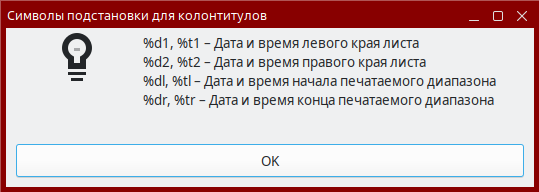 Символы подстановки для колонтитулов
%d1, %t1 – Дата и время левого края листа
%d2, %t2 – Дата и время правого края листа
%dl, %tl – Дата и время начала печатаемого диапазона
%dr, %tr – Дата и время конца печатаемого диапазона
OK